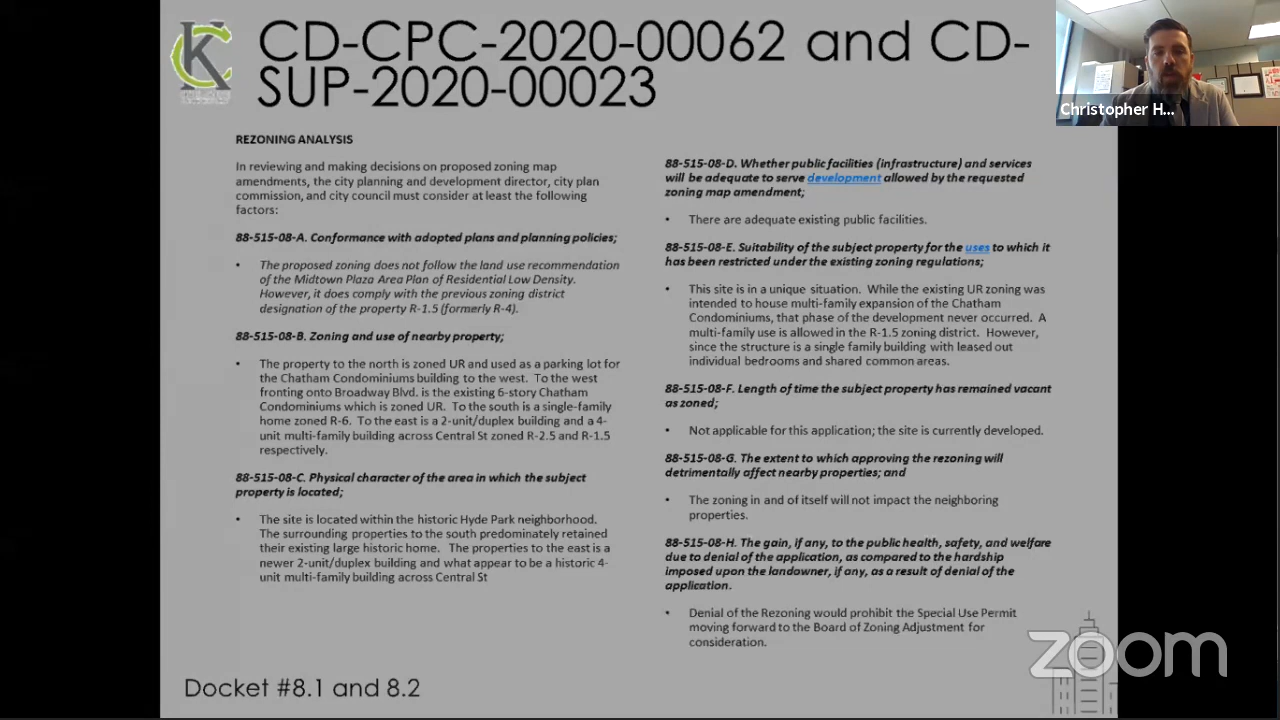 KC
CD-CPC-2020-00062 and CD-
SUP-2020-00023
Christopher H...
REZONING ANALYSIS
In reviewing and making decisions on proposed zoning map
amendments, the city planning and development director, city plan
commission, and city council must consider at least the following
factors:
88-515-08-A. Conformance with adopted plans and planning policies;
• The proposed zoning does not follow the land use recommendation
of the Midtown Plaza Area Plan of Residential Low Density.
However, it does comply with the previous zoning district
designation of the property R-1.5 (formerly R-4).
88-515-08-B. Zoning and use of nearby property;
• The property to the north is zoned UR and used as a parking lot for
the Chatham Condominiums building to the west. To the west
fronting onto Broadway Blvd. is the existing 6-story Chatham
Condominiums which is zoned UR. To the south is a single-family
home zoned R-6. To the east is a 2-unit/duplex building and a 4-
unit multi-family building across Central St zoned R-2.5 and R-1.5
respectively.
88-515-08-C. Physical character of the area in which the subject
property is located;
• The site is located within the historic Hyde Park neighborhood.
The surrounding properties to the south predominately retained
their existing large historic home. The properties to the east is a
newer 2-unit/duplex building and what appear to be a historic 4-
unit multi-family building across Central St
88-515-08-D. Whether public facilities (infrastructure) and services
will be adequate to serve development allowed by the requested
zoning map amendment;
• There are adequate existing public facilities.
88-515-08-E. Suitability of the subject property for the uses to which it
has been restricted under the existing zoning regulations;
• This site is in a unique situation. While the existing UR zoning was
intended to house multi-family expansion of the Chatham
Condominiums, that phase of the development never occurred. A
multi-family use is allowed in the R-1.5 zoning district. However,
since the structure is a single family building with leased out
individual bedrooms and shared common areas.
88-515-08-F. Length of time the subject property has remained vacant
as zoned;
• Not applicable for this application; the site is currently developed.
88-515-08-G. The extent to which approving the rezoning will
detrimentally affect nearby properties; and
• The zoning in and of itself will not impact the neighboring
properties.
88-515-08-H. The gain, if any, to the public health, safety, and welfare
due to denial of the application, as compared to the hardship
imposed upon the landowner, if any, as a result of denial of the
application.
• Denial of the Rezoning would prohibit the Special Use Permit
moving forward to the Board of Zoning Adjustment for
consideration.
zoom
Docket #8.1 and 8.2